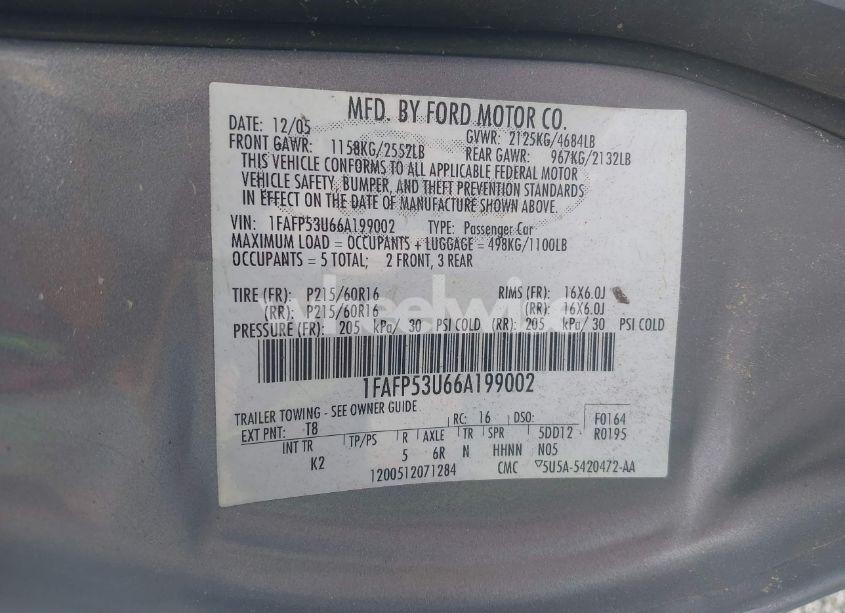 MFD. BY FORD MOTOR CO.
DATE: 12/05 GVWR: 2125KG/4684LB
FRONT GAWR: 1158KG/2552LB REAR GAWR: 967KG/2132LB
THIS VEHICLE CONFORMS TO ALL APPLICABLE FEDERAL MOTOR
VEHICLE SAFETY, BUMPER, AND THEFT PREVENTION STANDARDS
IN EFFECT ON THE DATE OF MANUFACTURE SHOWN ABOVE.
VIN: 1FAFP53U66A199002 TYPE: Passenger Car
MAXIMUM LOAD = OCCUPANTS + LUGGAGE = 498KG/1100LB
OCCUPANTS = 5 TOTAL; 2 FRONT, 3 REAR
TIRE (FR): P215/60R16 RIMS (FR): 16X6.0J
(RR): P215/60R16 (RR): 16X6.0J
PRESSURE (FR): 205 kPa/ 30 PSI COLD (RR): 205 kPa/ 30 PSI COLD
1FAFP53U66A199002
TRAILER TOWING - SEE OWNER GUIDE
EXT PNT: T8 RC: 16 DSO: F0164
INT TR TP/PS R AXLE TR SPR 5DD12 R0195
K2 5 6R N HHNN N05
1200512071284 CMC ▽5U5A-5420472-AA